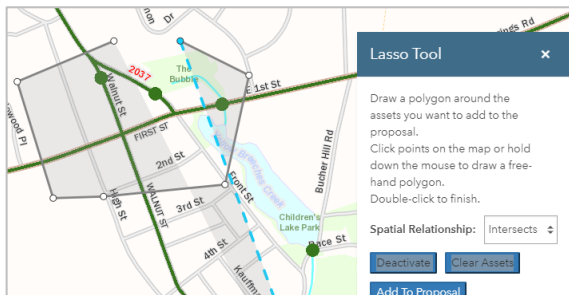 Dr
The
Bubble
2037
E 1st St
Walnut St
FIRST ST
2nd St
High St
WALNUT ST
3rd St
Front St
4th St
Bucher Hill Rd
Children's
Lake Park
Race St
Lasso Tool
×
Draw a polygon around the
assets you want to add to the
proposal.
Click points on the map or hold
down the mouse to draw a free-
hand polygon.
Double-click to finish.
Spatial Relationship: Intersects
Deactivate Clear Assets
Add To Proposal